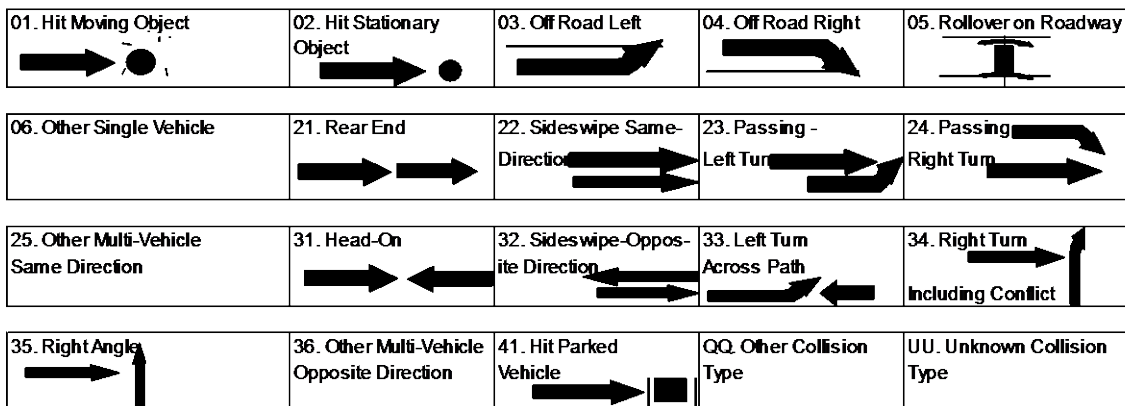 01. Hit Moving Object
02. Hit Stationary
Object
03. Off Road Left
04. Off Road Right
05. Rollover on Roadway
06. Other Single Vehicle
21. Rear End
22. Sideswipe Same-
Direction
23. Passing -
Left Turn
24. Passing
Right Turn
25. Other Multi-Vehicle
Same Direction
31. Head-On
32. Sideswipe-Oppos-
ite Direction
33. Left Turn
Across Path
34. Right Turn
Including Conflict
35. Right Angle
36. Other Multi-Vehicle
Opposite Direction
41. Hit Parked
Vehicle
QQ. Other Collision
Type
UU. Unknown Collision
Type